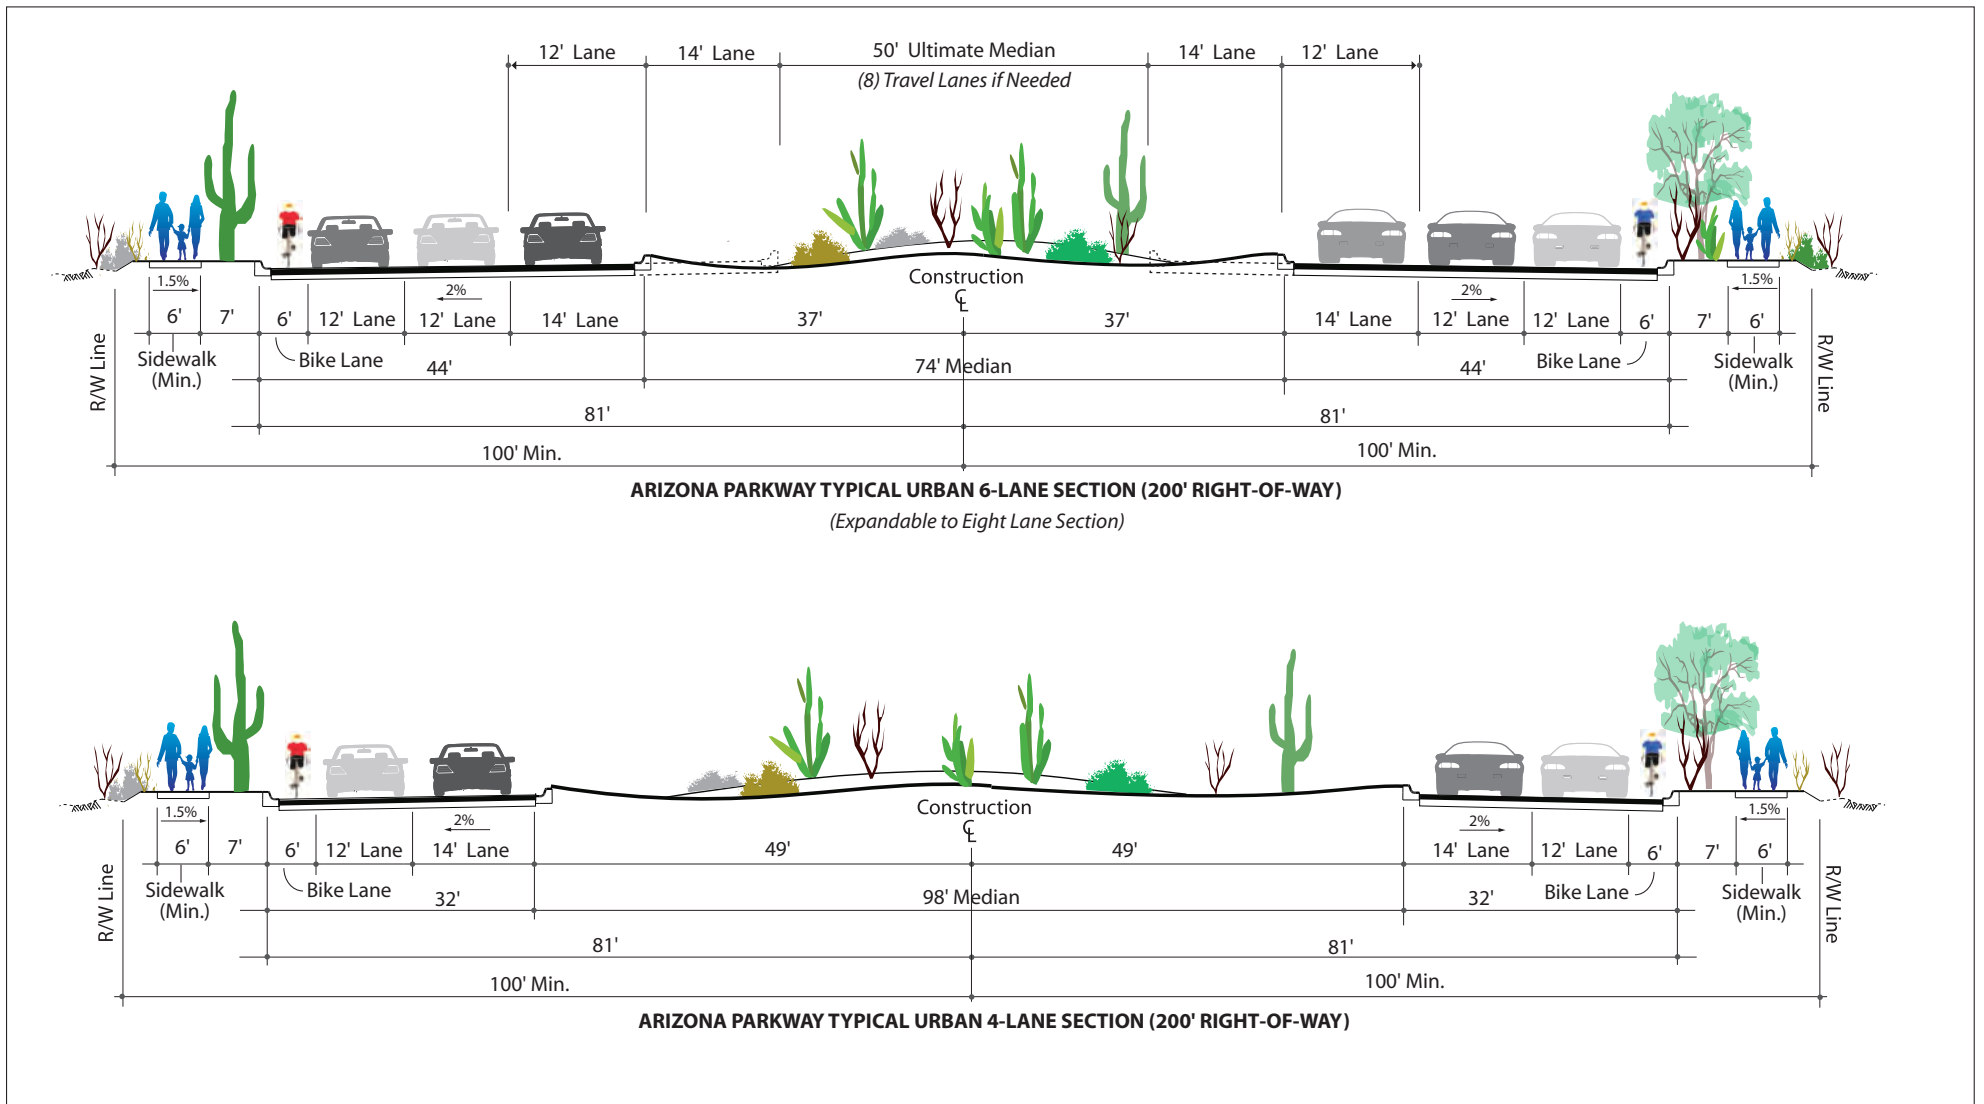 12' Lane 14' Lane 50' Ultimate Median 14' Lane 12' Lane
(8) Travel Lanes if Needed
Construction
CL
1.5% 2% 2% 1.5%
6' 7' 6' 12' Lane 12' Lane 14' Lane 37' 37' 14' Lane 12' Lane 12' Lane 6' 7' 6'
Sidewalk
(Min.)
Bike Lane
Bike Lane
Sidewalk
(Min.)
R/W Line
R/W Line
44' 74' Median 44'
81' 81'
100' Min. 100' Min.
ARIZONA PARKWAY TYPICAL URBAN 6-LANE SECTION (200' RIGHT-OF-WAY)
(Expandable to Eight Lane Section)
Construction
CL
1.5% 2% 2% 1.5%
6' 7' 6' 12' Lane 14' Lane 49' 49' 14' Lane 12' Lane 6' 7' 6'
Sidewalk
(Min.)
Bike Lane
Bike Lane
Sidewalk
(Min.)
R/W Line
R/W Line
32' 98' Median 32'
81' 81'
100' Min. 100' Min.
ARIZONA PARKWAY TYPICAL URBAN 4-LANE SECTION (200' RIGHT-OF-WAY)